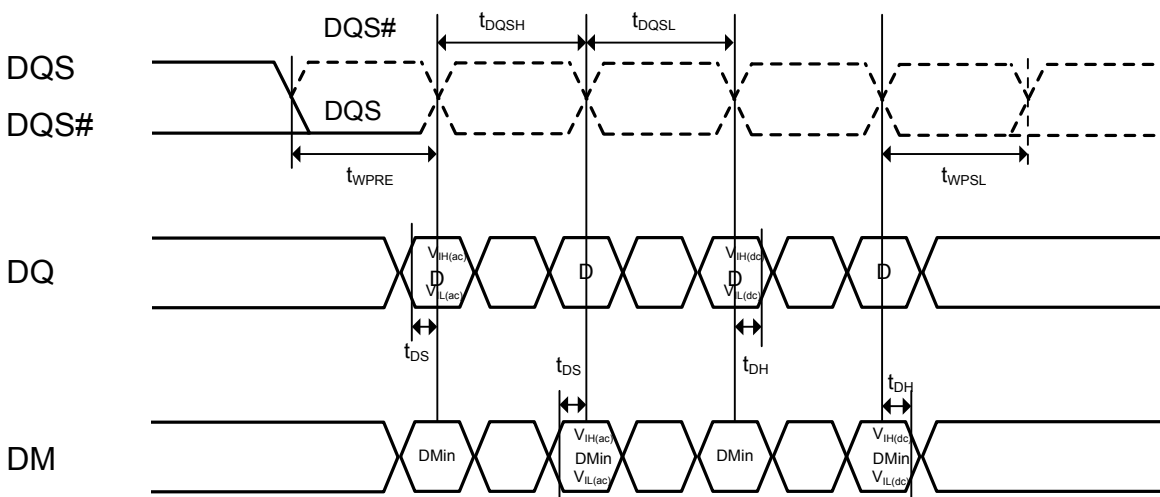 DQS#
tDQSH
tDQSL
DQS
DQS
DQS#
tWPRE
tWPSL
DQ
VIH(ac)
D
VIL(ac)
D
VIH(dc)
D
VIL(dc)
D
tDS
tDS
tDH
tDH
DM
DMin
VIH(ac)
DMin
VIL(ac)
DMin
VIH(dc)
DMin
VIL(dc)